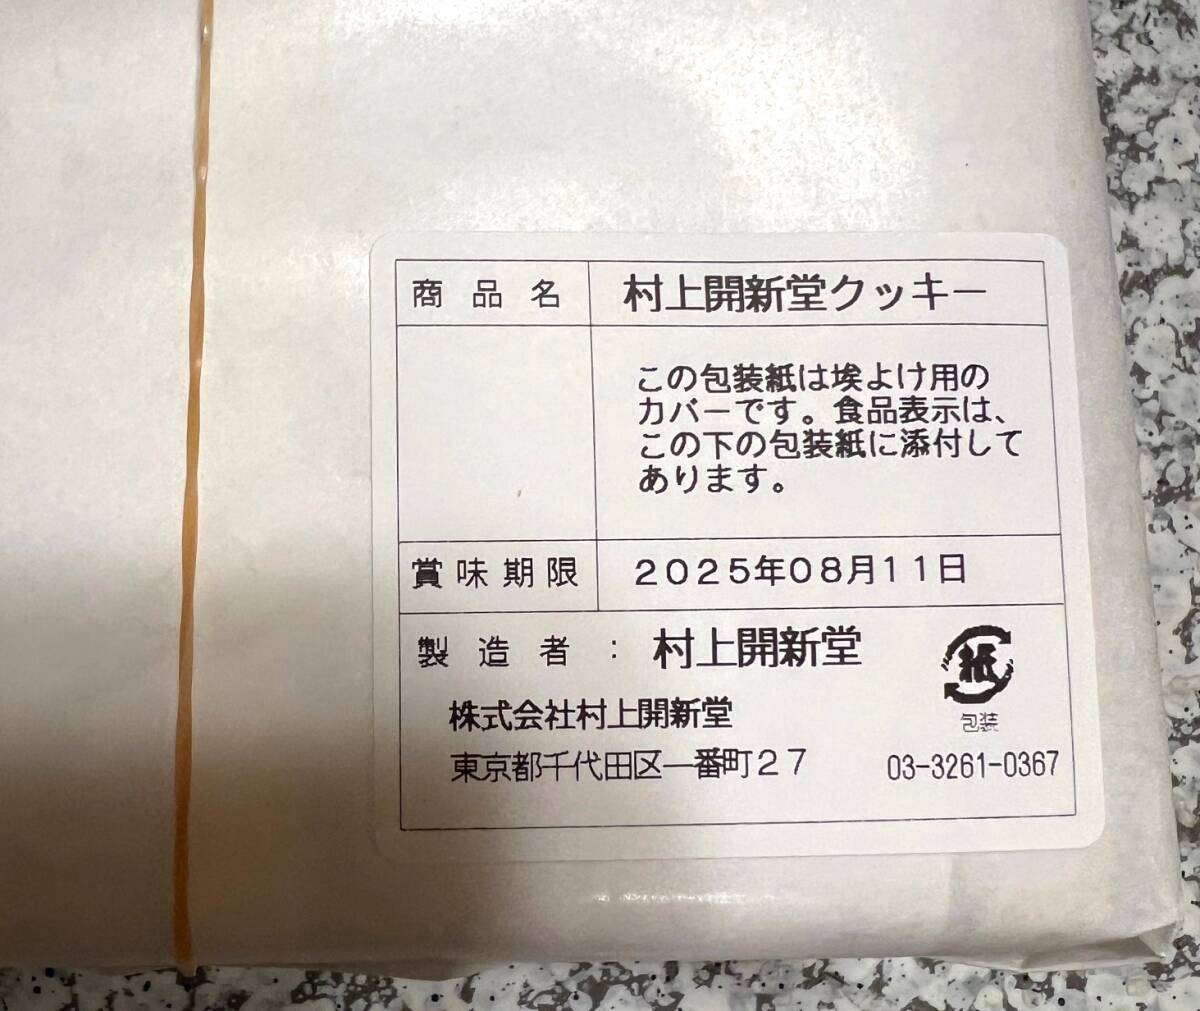 商品名 村上開新堂クッキー
この包装紙は埃よけ用の
カバーです。食品表示は、
この下の包装紙に添付して
あります。
賞味期限 2025年08月11日
製造者：村上開新堂
紙
包装
株式会社村上開新堂
東京都千代田区一番町27 03-3261-0367